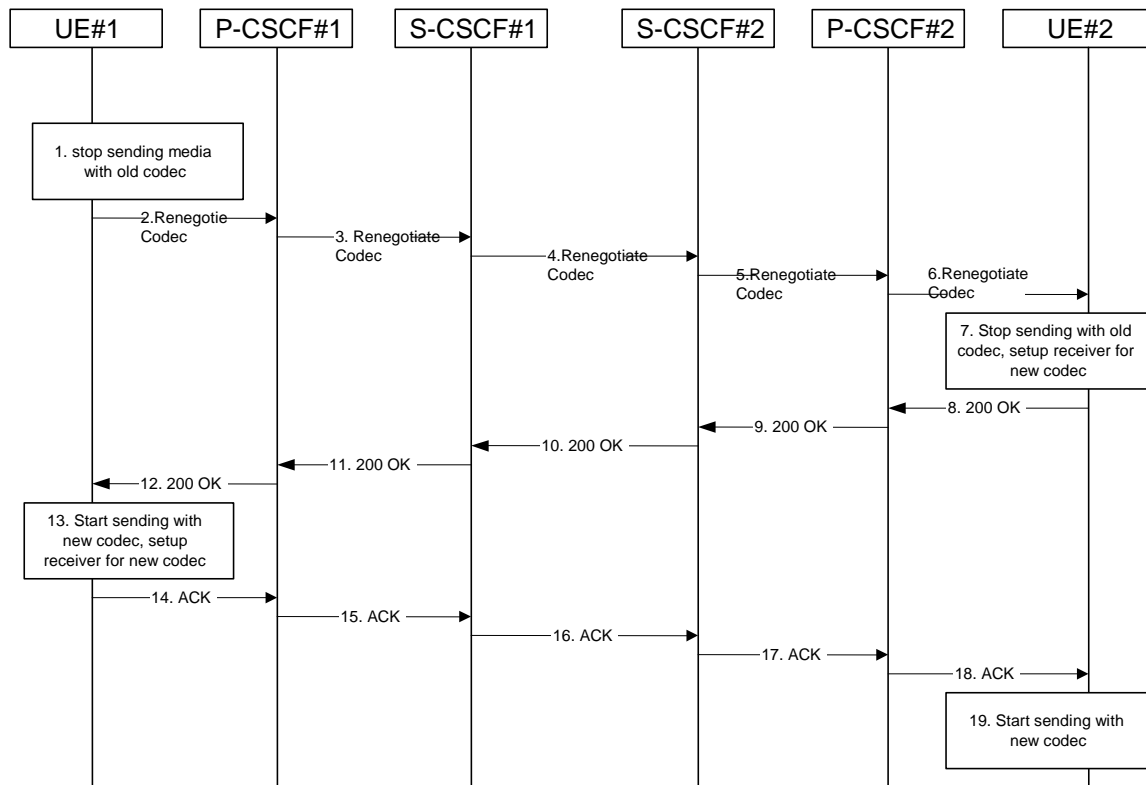 UE#1
P-CSCF#1
S-CSCF#1
S-CSCF#2
P-CSCF#2
UE#2
1. stop sending media
with old codec
2.Renegotie
Codec
3. Renegotiate
Codec
4.Renegotiate
Codec
5.Renegotiate
Codec
6.Renegotiate
Codec
7. Stop sending with old
codec, setup receiver for
new codec
8. 200 OK
9. 200 OK
10. 200 OK
11. 200 OK
12. 200 OK
13. Start sending with
new codec, setup
receiver for new codec
14. ACK
15. ACK
16. ACK
17. ACK
18. ACK
19. Start sending with
new codec